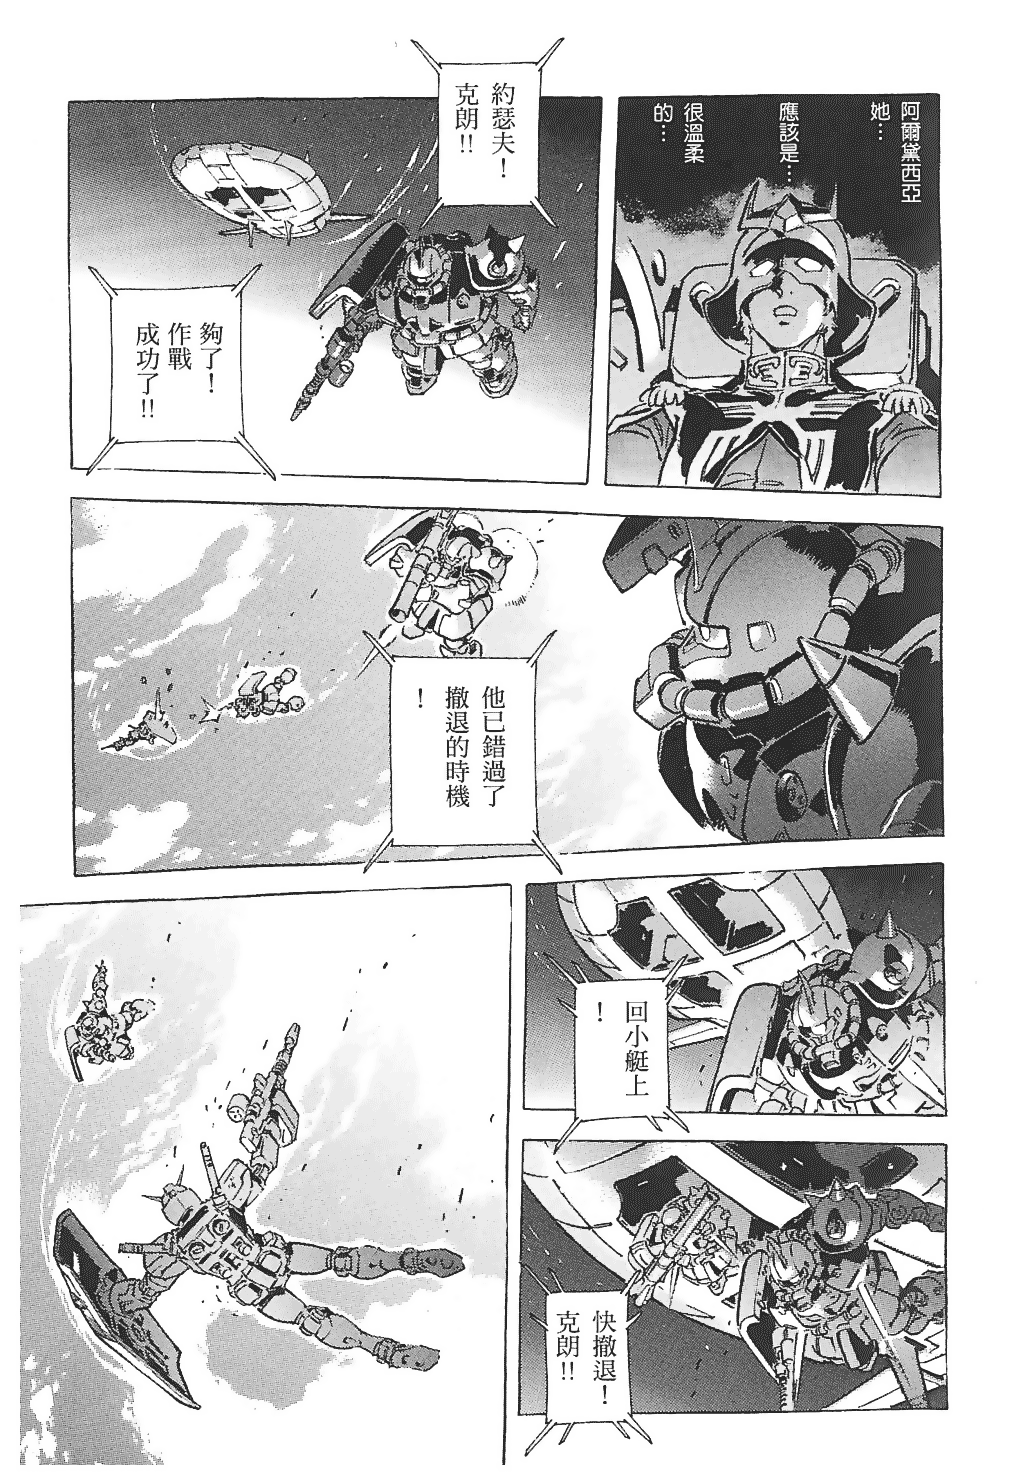 阿爾黛西亞
她…
應該是…
很溫柔
的…
約瑟夫！
克朗!!
夠了！
作戰
成功了!!
他已錯過了
撤退的時機
！
回小艇上
！
快撤退！
克朗!!